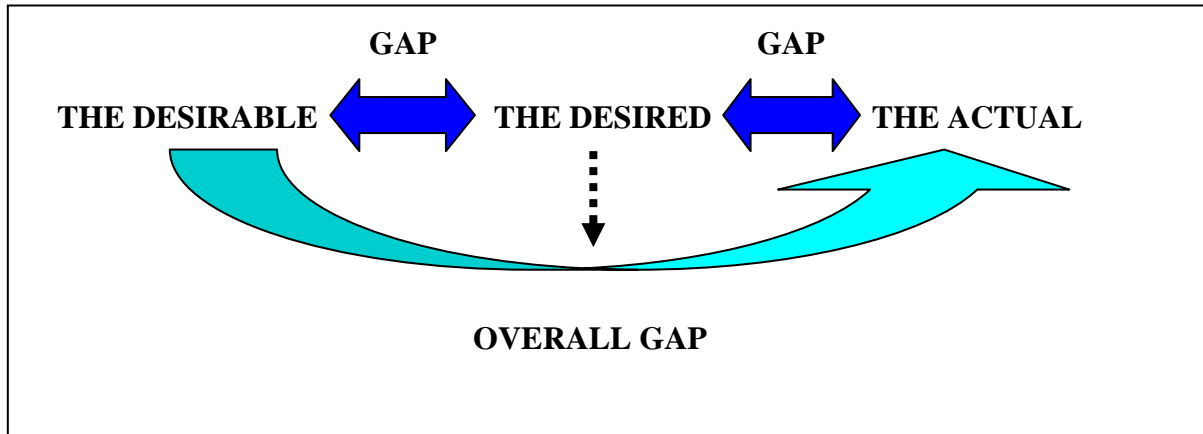 GAP GAP
THE DESIRABLE THE DESIRED THE ACTUAL
OVERALL GAP